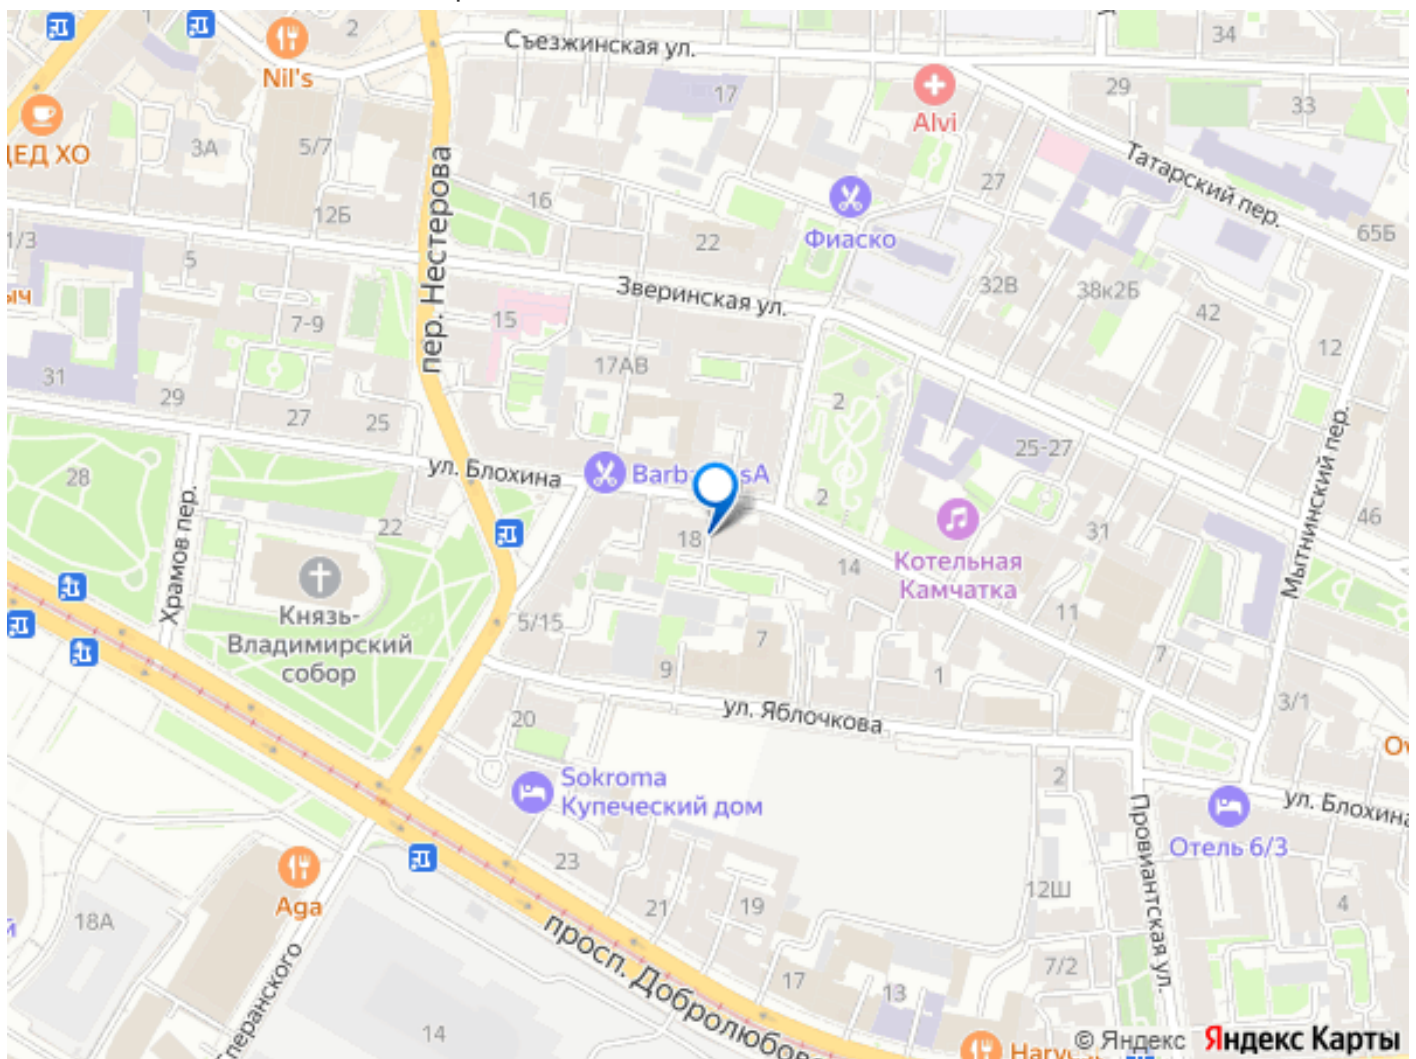 1
2
Nil's
Съезжинская ул.
34
17
Alvi
29
33
ДЕД ХО
3А
5/7
пер. Нестерова
Татарский пер.
12Б
16
27
Фиаско
22
65Б
1/3
5
ыч
Зверинская ул.
32В
38к2Б
42
7-9
15
12
17АВ
31
29
27
25
2
25-27
Мытнинский пер.
28
ул. Блохина
2
46
Храмов пер.
22
18
14
31
Котельная
Камчатка
Князь-
Владимирский
собор
5/15
7
11
9
1
7
20
ул. Яблочкова
3/1
Sokroma
Купеческий дом
2
ул. Блохина
Провиантская ул.
Отель 6/3
23
Aga
18А
й
21
19
12Ш
4
просп. Добролюбова
17
13
7/2
14
© Яндекс Яндекс Карты